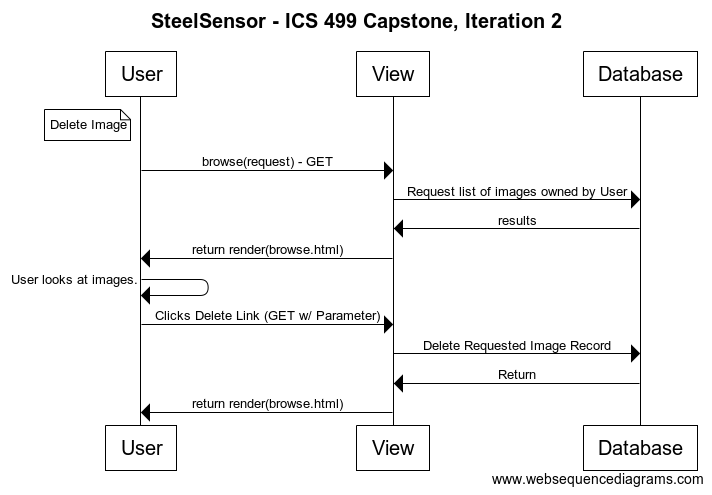 SteelSensor - ICS 499 Capstone, Iteration 2
User
View
Database
Delete Image
browse(request) - GET
Request list of images owned by User
results
return render(browse.html)
User looks at images.
Clicks Delete Link (GET w/ Parameter)
Delete Requested Image Record
Return
return render(browse.html)
User
View
Database
www.websequencediagrams.com